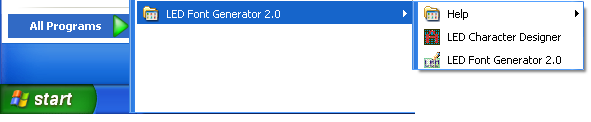 All Programs
LED Font Generator 2.0
Help
LED Character Designer
LED Font Generator 2.0
start